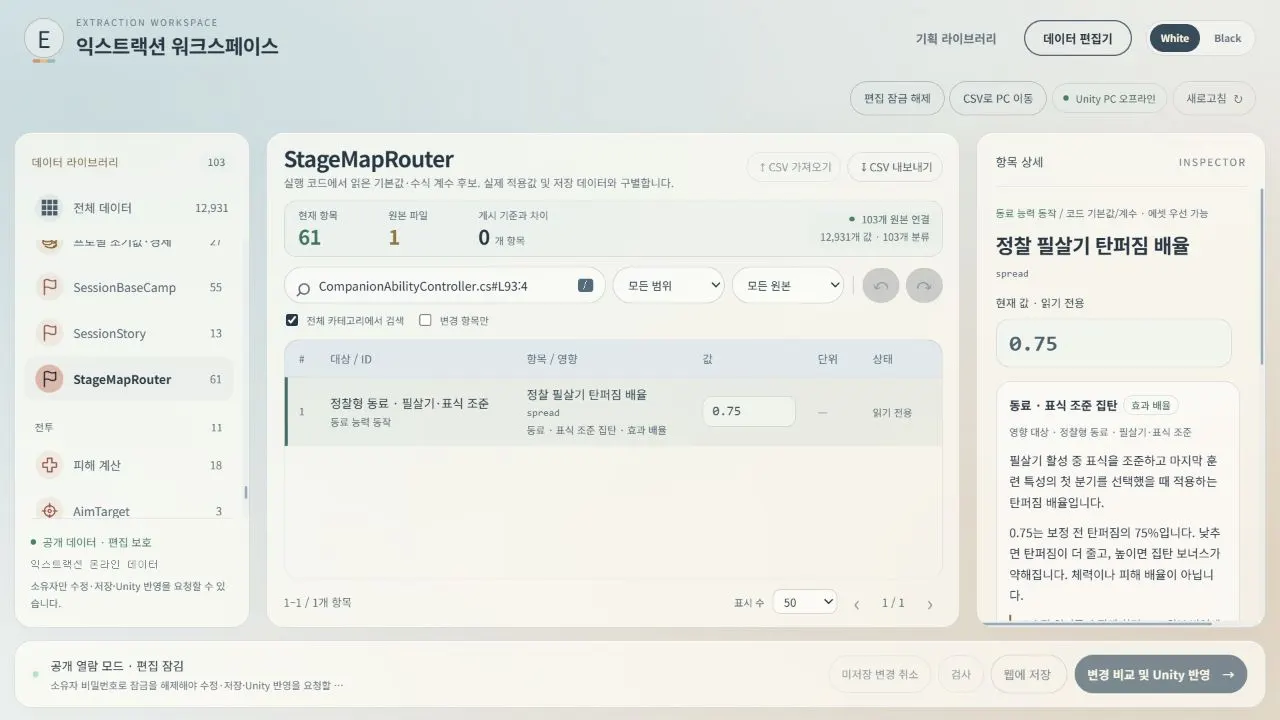 E
EXTRACTION WORKSPACE
익스트랙션 워크스페이스
기획 라이브러리
데이터 편집기
White
Black
편집 잠금 해제
CSV로 PC 이동
Unity PC 오프라인
새로고침 ↻
데이터 라이브러리 103
전체 데이터 12,931
프로필 초기값·경제 27
SessionBaseCamp 55
SessionStory 13
StageMapRouter 61
전투 11
피해 계산 18
AimTarget 3
공개 데이터 · 편집 보호
익스트랙션 온라인 데이터
소유자만 수정·저장·Unity 반영을 요청할 수 있
습니다.
StageMapRouter
실행 코드에서 읽은 기본값·수식 계수 후보. 실제 적용값 및 저장 데이터와 구별합니다.
↑ CSV 가져오기
↧ CSV 내보내기
현재 항목 원본 파일 게시 기준과 차이
61 1 0 개 항목
103개 원본 연결
12,931개 값 · 103개 분류
CompanionAbilityController.cs#L93:4 /
모든 범위
모든 원본
전체 카테고리에서 검색
변경 항목만
# 대상 / ID 항목 / 영향 값 단위 상태
1 정찰형 동료 · 필살기·표식 조준
동료 능력 동작
정찰 필살기 탄퍼짐 배율
spread
동료 · 표식 조준 집탄 · 효과 배율
0.75
—
읽기 전용
1–1 / 1개 항목
표시 수 50
‹ 1 / 1 ›
항목 상세 INSPECTOR
동료 능력 동작 / 코드 기본값/계수 · 에셋 우선 가능
정찰 필살기 탄퍼짐 배율
spread
현재 값 · 읽기 전용
0.75
동료 · 표식 조준 집탄 효과 배율
영향 대상 · 정찰형 동료 · 필살기·표식 조준
필살기 활성 중 표식을 조준하고 마지막 훈
련 특성의 첫 분기를 선택했을 때 적용하는
탄퍼짐 배율입니다.
0.75는 보정 전 탄퍼짐의 75%입니다. 낮추
면 탄퍼짐이 더 줄고, 높이면 집탄 보너스가
약해집니다. 체력이나 피해 배율이 아닙니
다.
공개 열람 모드 · 편집 잠김
소유자 비밀번호로 잠금을 해제해야 수정·저장·Unity 반영을 요청할 ···
미저장 변경 취소
검사
웹에 저장
변경 비교 및 Unity 반영 →